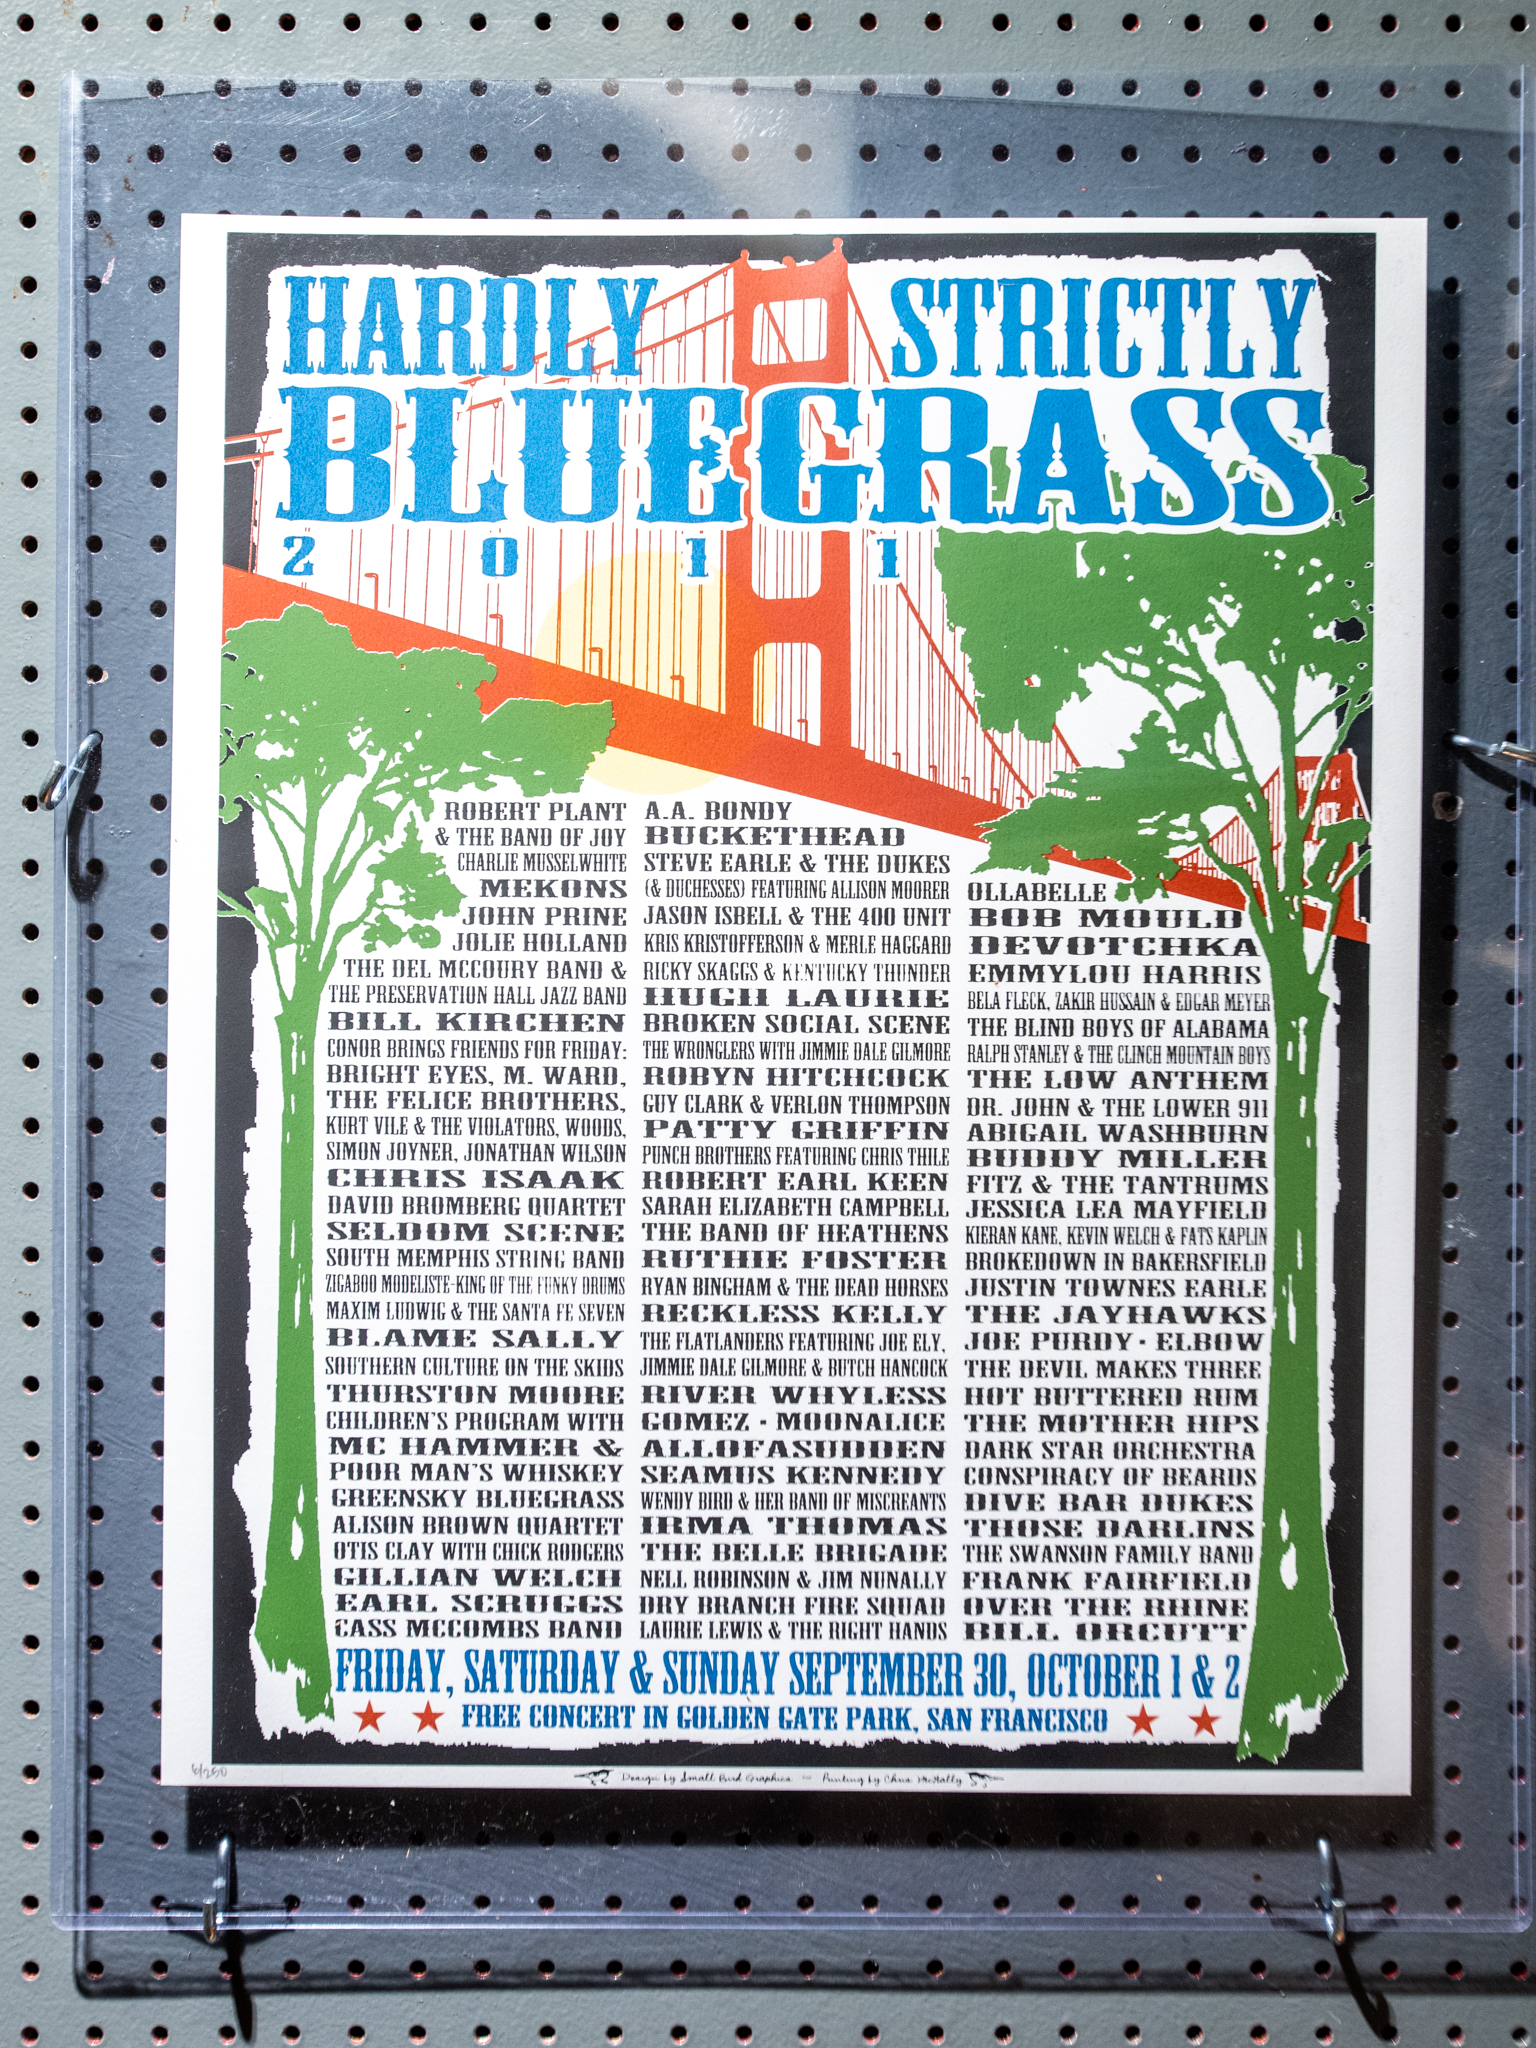 HARDLY STRICTLY
BLUEGRASS
2011
ROBERT PLANT
& THE BAND OF JOY
CHARLIE MUSSELWHITE
MEKONS
JOHN PRINE
JOLIE HOLLAND
THE DEL MCCOURY BAND &
THE PRESERVATION HALL JAZZ BAND
BILL KIRCHEN
CONOR BRINGS FRIENDS FOR FRIDAY:
BRIGHT EYES, M. WARD,
THE FELICE BROTHERS,
KURT VILE & THE VIOLATORS, WOODS,
SIMON JOYNER, JONATHAN WILSON
CHRIS ISAAK
DAVID BROMBERG QUARTET
SELDOM SCENE
SOUTH MEMPHIS STRING BAND
ZIGABOO MODELISTE-KING OF THE FUNKY DRUMS
MAXIM LUDWIG & THE SANTA FE SEVEN
BLAME SALLY
SOUTHERN CULTURE ON THE SKIDS
THURSTON MOORE
CHILDREN'S PROGRAM WITH
MC HAMMER &
POOR MAN'S WHISKEY
GREENSKY BLUEGRASS
ALISON BROWN QUARTET
OTIS CLAY WITH CHICK RODGERS
GILLIAN WELCH
EARL SCRUGGS
CASS MCCOMBS BAND
A.A. BONDY
BUCKETHEAD
STEVE EARLE & THE DUKES
(& DUCHESSES) FEATURING ALLISON MOORER
JASON ISBELL & THE 400 UNIT
KRIS KRISTOFFERSON & MERLE HAGGARD
RICKY SKAGGS & KENTUCKY THUNDER
HUGH LAURIE
BROKEN SOCIAL SCENE
THE WRONGLERS WITH JIMMIE DALE GILMORE
ROBYN HITCHCOCK
GUY CLARK & VERLON THOMPSON
PATTY GRIFFIN
PUNCH BROTHERS FEATURING CHRIS THILE
ROBERT EARL KEEN
SARAH ELIZABETH CAMPBELL
THE BAND OF HEATHENS
RUTHIE FOSTER
RYAN BINGHAM & THE DEAD HORSES
RECKLESS KELLY
THE FLATLANDERS FEATURING JOE ELY,
JIMMIE DALE GILMORE & BUTCH HANCOCK
RIVER WHYLESS
GOMEZ · MOONALICE
ALLOFASUDDEN
SEAMUS KENNEDY
WENDY BIRD & HER BAND OF MISCREANTS
IRMA THOMAS
THE BELLE BRIGADE
NELL ROBINSON & JIM NUNALLY
DRY BRANCH FIRE SQUAD
LAURIE LEWIS & THE RIGHT HANDS
OLLABELLE
BOB MOULD
DEVOTCHKA
EMMYLOU HARRIS
BELA FLECK, ZAKIR HUSSAIN & EDGAR MEYER
THE BLIND BOYS OF ALABAMA
RALPH STANLEY & THE CLINCH MOUNTAIN BOYS
THE LOW ANTHEM
DR. JOHN & THE LOWER 911
ABIGAIL WASHBURN
BUDDY MILLER
FITZ & THE TANTRUMS
JESSICA LEA MAYFIELD
KIERAN KANE, KEVIN WELCH & FATS KAPLIN
BROKEDOWN IN BAKERSFIELD
JUSTIN TOWNES EARLE
THE JAYHAWKS
JOE PURDY · ELBOW
THE DEVIL MAKES THREE
HOT BUTTERED RUM
THE MOTHER HIPS
DARK STAR ORCHESTRA
CONSPIRACY OF BEARDS
DIVE BAR DUKES
THOSE DARLINS
THE SWANSON FAMILY BAND
FRANK FAIRFIELD
OVER THE RHINE
BILL ORCUTT
FRIDAY, SATURDAY & SUNDAY SEPTEMBER 30, OCTOBER 1 & 2
FREE CONCERT IN GOLDEN GATE PARK, SAN FRANCISCO
/250
Design by Small Bird Graphics — Printing by Chris